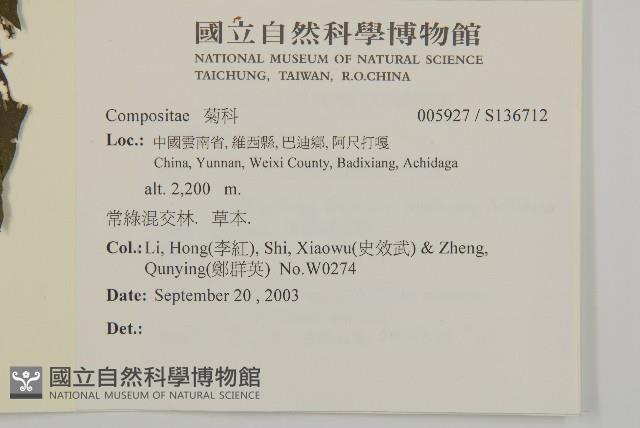 國立自然科學博物館
NATIONAL MUSEUM OF NATURAL SCIENCE
TAICHUNG, TAIWAN, R.O.CHINA
Compositae 菊科 005927 / S136712
Loc.: 中國雲南省, 維西縣, 巴迪鄉, 阿尺打嘎
China, Yunnan, Weixi County, Badixiang, Achidaga
alt. 2,200 m.
常綠混交林. 草本.
Col.: Li, Hong(李紅), Shi, Xiaowu(史效武) & Zheng,
Qunying(鄭群英) No.W0274
Date: September 20 , 2003
Det.:
國立自然科學博物館
NATIONAL MUSEUM OF NATURAL SCIENCE